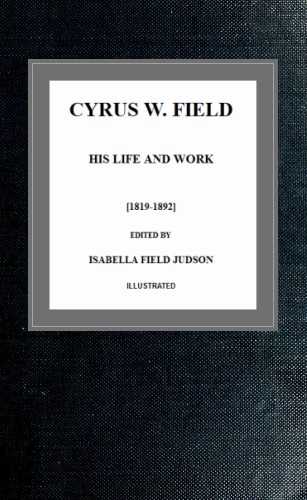 CYRUS W. FIELD
HIS LIFE AND WORK
[1819-1892]
EDITED BY
ISABELLA FIELD JUDSON
ILLUSTRATED